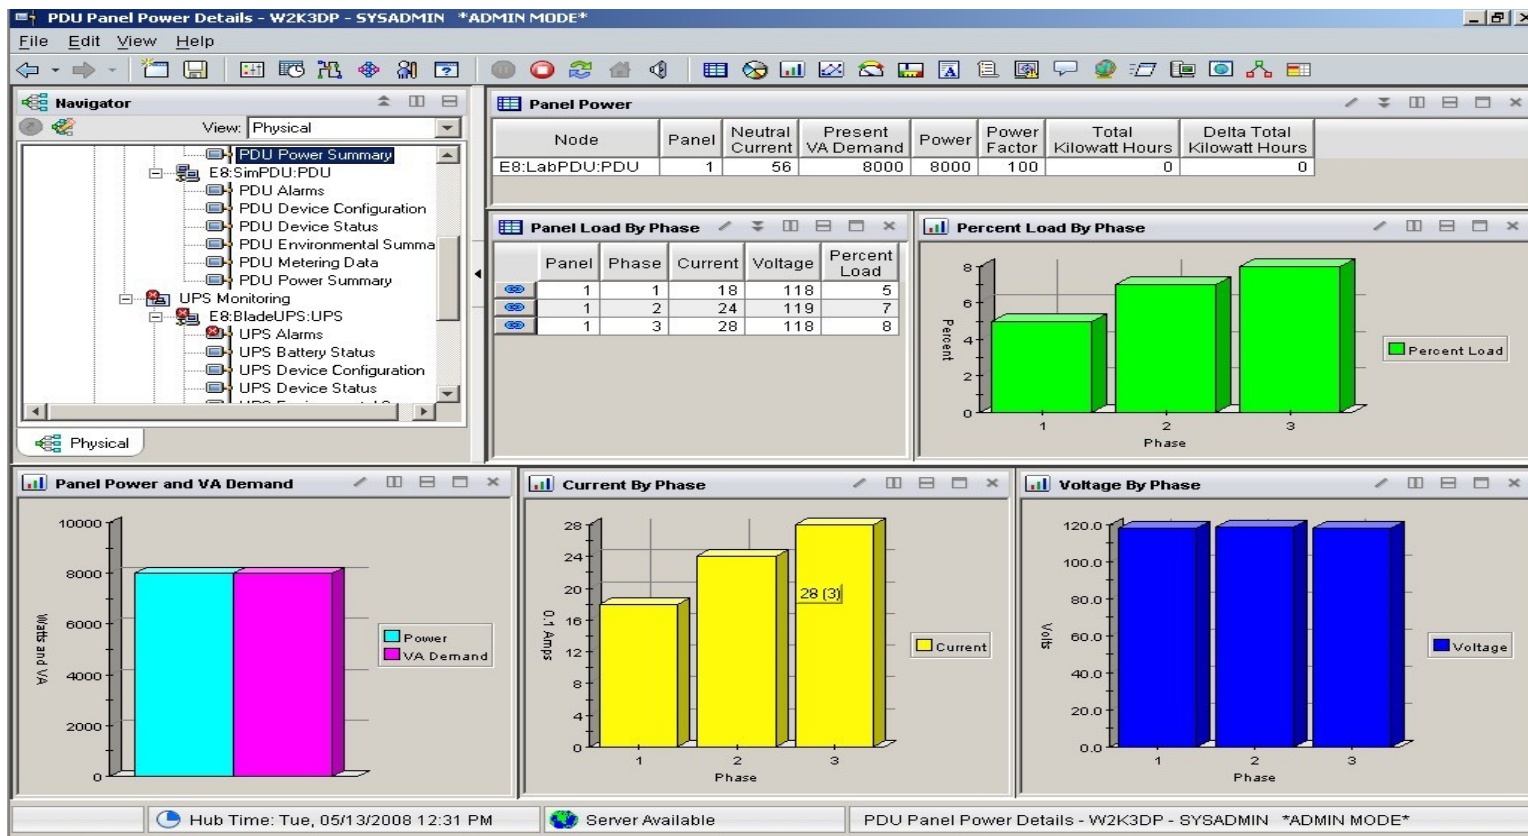 PDU Panel Power Details - W2K3DP - SYSADMIN *ADMIN MODE*
File Edit View Help
Navigator
View: Physical
PDU Power Summary
E8:SimPDU:PDU
PDU Alarms
PDU Device Configuration
PDU Device Status
PDU Environmental Summa
PDU Metering Data
PDU Power Summary
UPS Monitoring
E8:BladeUPS:UPS
UPS Alarms
UPS Battery Status
UPS Device Configuration
UPS Device Status
Physical
Panel Power
Node Panel Neutral Current Present VA Demand Power Power Factor Total Kilowatt Hours Delta Total Kilowatt Hours
E8:LabPDU:PDU 1 56 8000 8000 100 0 0
Panel Load By Phase
Panel Phase Current Voltage Percent Load
1 1 18 118 5
1 2 24 119 7
1 3 28 118 8
Percent Load By Phase
8
6
4
2
0
Percent
1 2 3
Phase
Percent Load
Panel Power and VA Demand
10000
8000
6000
4000
2000
0
Watts and VA
Power
VA Demand
Current By Phase
28
24
20
16
12
8
4
0
0.1 Amps
28 (3)
1 2 3
Phase
Current
Voltage By Phase
120.0
100.0
80.0
60.0
40.0
20.0
0.0
Volts
1 2 3
Phase
Voltage
Hub Time: Tue, 05/13/2008 12:31 PM
Server Available
PDU Panel Power Details - W2K3DP - SYSADMIN *ADMIN MODE*